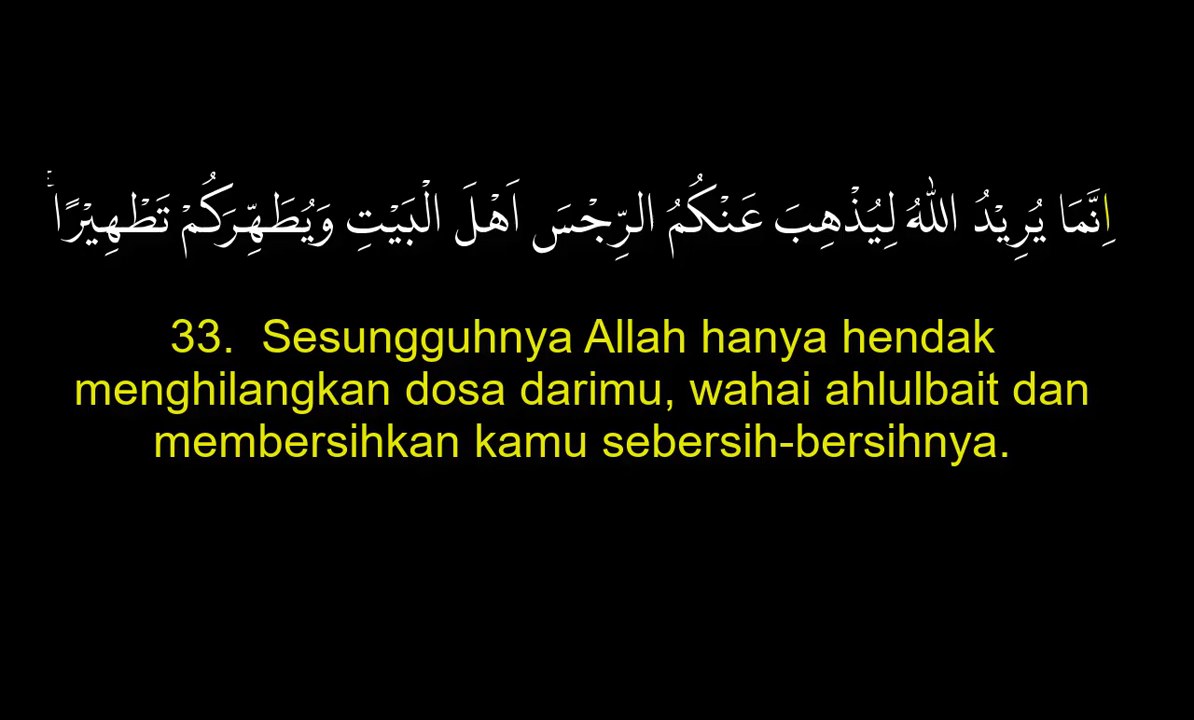 اِنَّمَا يُرِيْدُ اللّٰهُ لِيُذْهِبَ عَنْكُمُ الرِّجْسَ اَهْلَ الْبَيْتِ وَيُطَهِّرَكُمْ تَطْهِيْرًاۚ
33. Sesungguhnya Allah hanya hendak
menghilangkan dosa darimu, wahai ahlulbait dan
membersihkan kamu sebersih-bersihnya.